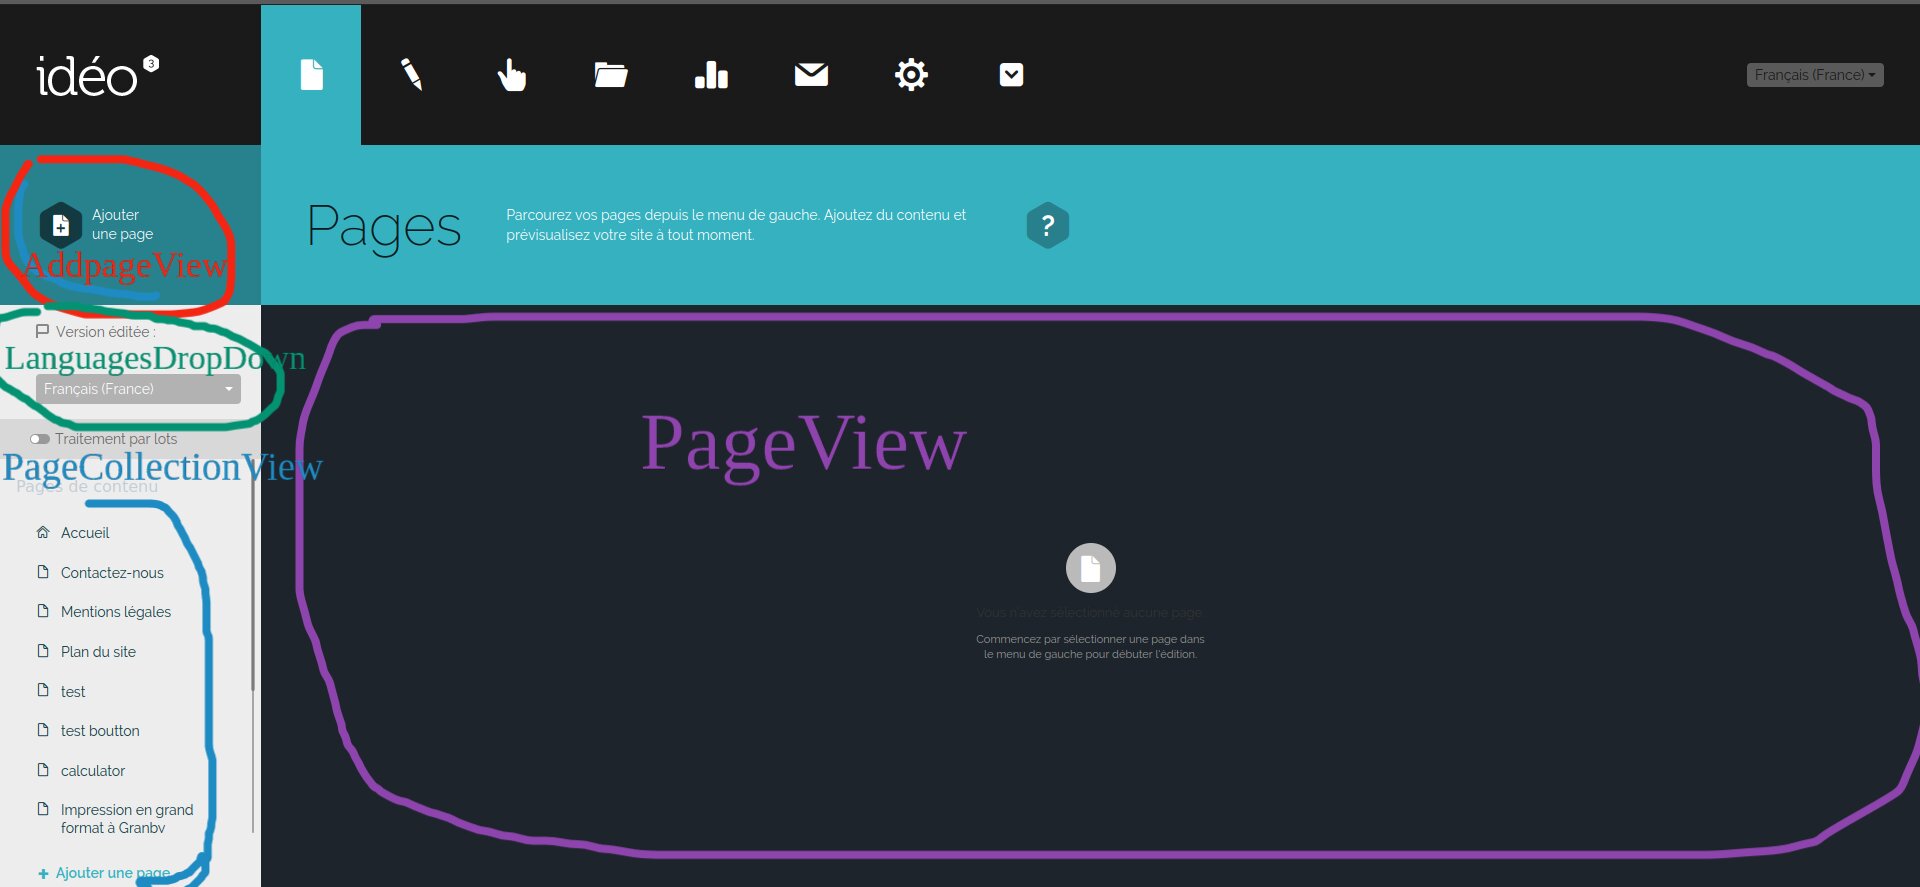 idéo 3
Français (France)
Ajouter
une page
AddpageView
Pages
Parcourez vos pages depuis le menu de gauche. Ajoutez du contenu et
prévisualisez votre site à tout moment.
?
Version éditée :
LanguagesDropDown
Français (France)
Traitement par lots
PageCollectionView
Pages de contenu
Accueil
Contactez-nous
Mentions légales
Plan du site
test
test boutton
calculator
Impression en grand
format à Granby
+ Ajouter une page
PageView
Vous n'avez sélectionné aucune page
Commencez par sélectionner une page dans
le menu de gauche pour débuter l'édition.